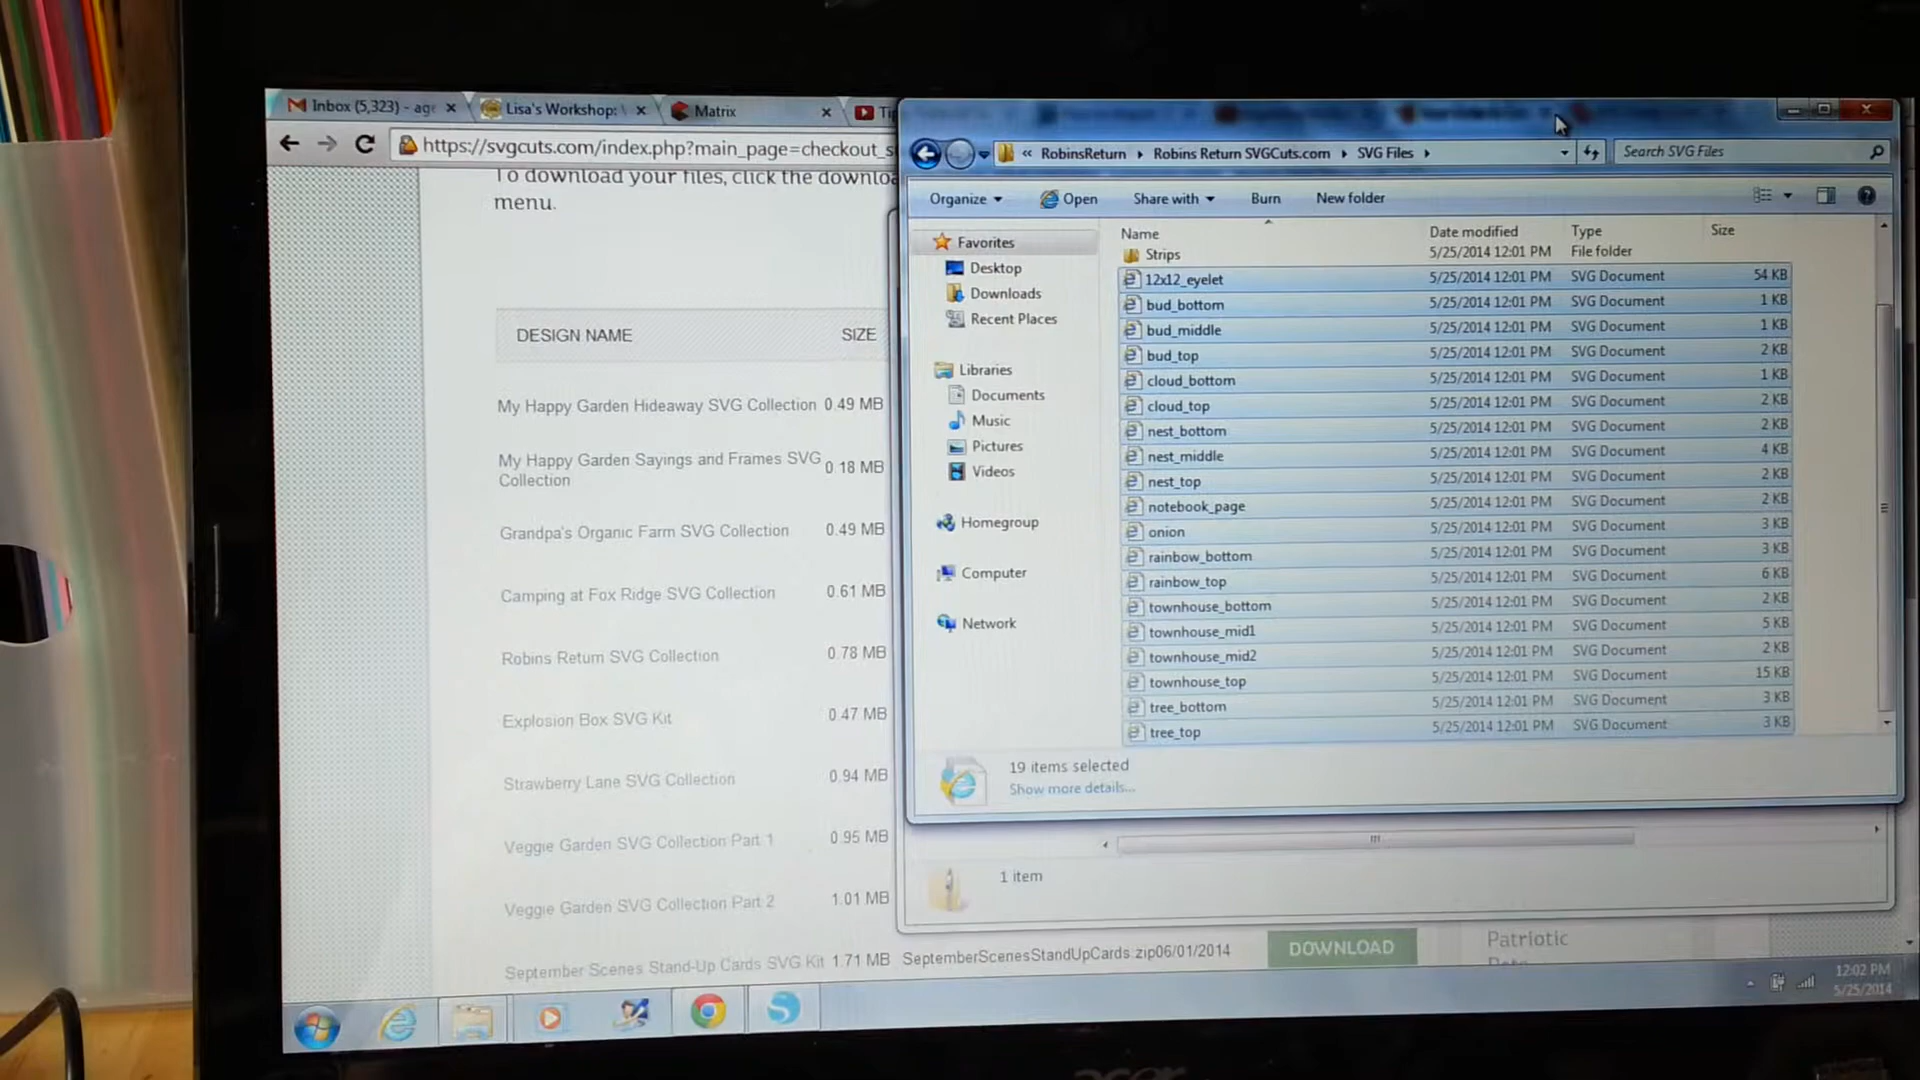 Inbox (5,323) - age
Lisa's Workshop: V
Matrix
Ti
https://svgcuts.com/index.php?main_page=checkout_s
To download your files, click the downloa
menu.
DESIGN NAME SIZE
My Happy Garden Hideaway SVG Collection 0.49 MB
My Happy Garden Sayings and Frames SVG Collection 0.18 MB
Grandpa's Organic Farm SVG Collection 0.49 MB
Camping at Fox Ridge SVG Collection 0.61 MB
Robins Return SVG Collection 0.78 MB
Explosion Box SVG Kit 0.47 MB
Strawberry Lane SVG Collection 0.94 MB
Veggie Garden SVG Collection Part 1 0.95 MB
Veggie Garden SVG Collection Part 2 1.01 MB
September Scenes Stand-Up Cards SVG Kit 1.71 MB SeptemberScenesStandUpCards.zip 06/01/2014 DOWNLOAD
Patriotic
« RobinsReturn Robins Return SVGCuts.com SVG Files
Search SVG Files
Organize Open Share with Burn New folder
Favorites
Desktop
Downloads
Recent Places
Libraries
Documents
Music
Pictures
Videos
Homegroup
Computer
Network
Name Date modified Type Size
Strips 5/25/2014 12:01 PM File folder
12x12_eyelet 5/25/2014 12:01 PM SVG Document 54 KB
bud_bottom 5/25/2014 12:01 PM SVG Document 1 KB
bud_middle 5/25/2014 12:01 PM SVG Document 1 KB
bud_top 5/25/2014 12:01 PM SVG Document 2 KB
cloud_bottom 5/25/2014 12:01 PM SVG Document 1 KB
cloud_top 5/25/2014 12:01 PM SVG Document 2 KB
nest_bottom 5/25/2014 12:01 PM SVG Document 2 KB
nest_middle 5/25/2014 12:01 PM SVG Document 4 KB
nest_top 5/25/2014 12:01 PM SVG Document 2 KB
notebook_page 5/25/2014 12:01 PM SVG Document 2 KB
onion 5/25/2014 12:01 PM SVG Document 3 KB
rainbow_bottom 5/25/2014 12:01 PM SVG Document 3 KB
rainbow_top 5/25/2014 12:01 PM SVG Document 6 KB
townhouse_bottom 5/25/2014 12:01 PM SVG Document 2 KB
townhouse_mid1 5/25/2014 12:01 PM SVG Document 5 KB
townhouse_mid2 5/25/2014 12:01 PM SVG Document 2 KB
townhouse_top 5/25/2014 12:01 PM SVG Document 15 KB
tree_bottom 5/25/2014 12:01 PM SVG Document 3 KB
tree_top 5/25/2014 12:01 PM SVG Document 3 KB
19 items selected
Show more details...
1 item
12:02 PM
5/25/2014
acer